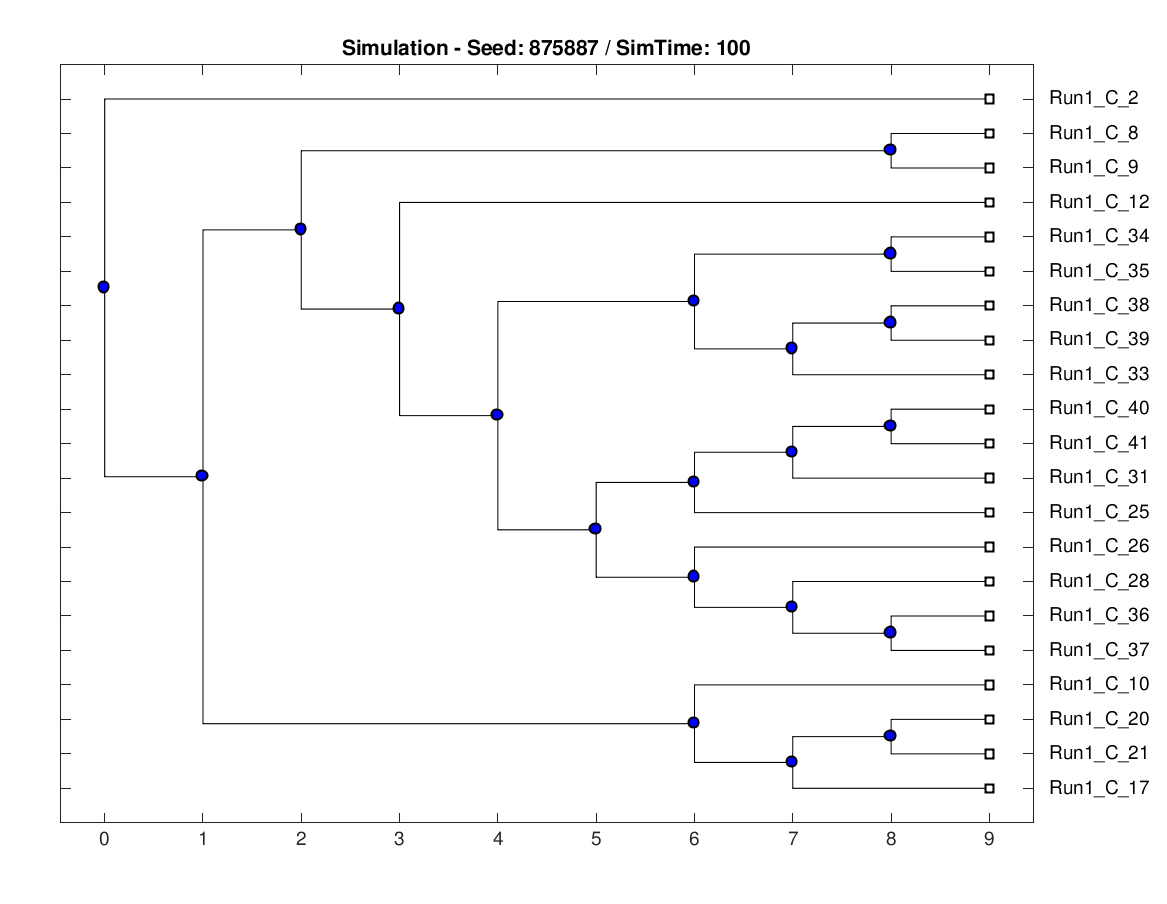 Simulation - Seed: 875887 / SimTime: 100
Run1_C_2
Run1_C_8
Run1_C_9
Run1_C_12
Run1_C_34
Run1_C_35
Run1_C_38
Run1_C_39
Run1_C_33
Run1_C_40
Run1_C_41
Run1_C_31
Run1_C_25
Run1_C_26
Run1_C_28
Run1_C_36
Run1_C_37
Run1_C_10
Run1_C_20
Run1_C_21
Run1_C_17
0 1 2 3 4 5 6 7 8 9